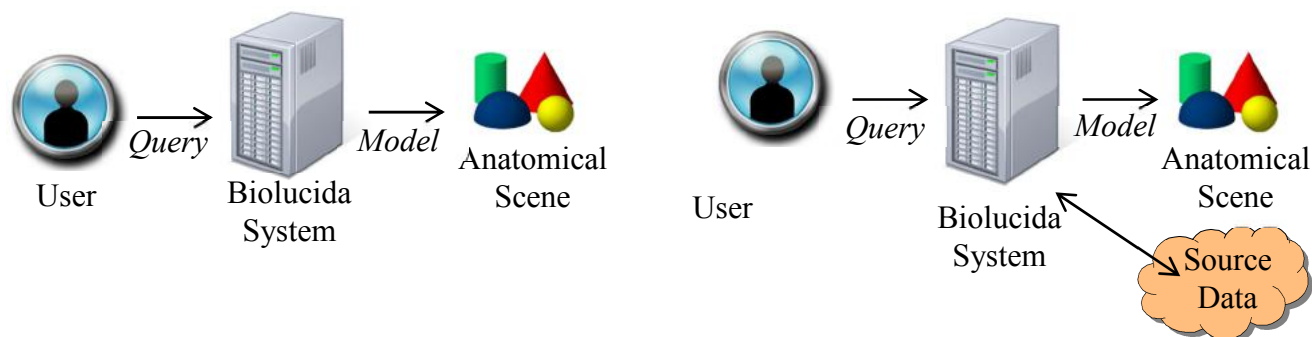 Query
Model
User
Biolucida
System
Anatomical
Scene
Query
Model
User
Biolucida
System
Anatomical
Scene
Source
Data